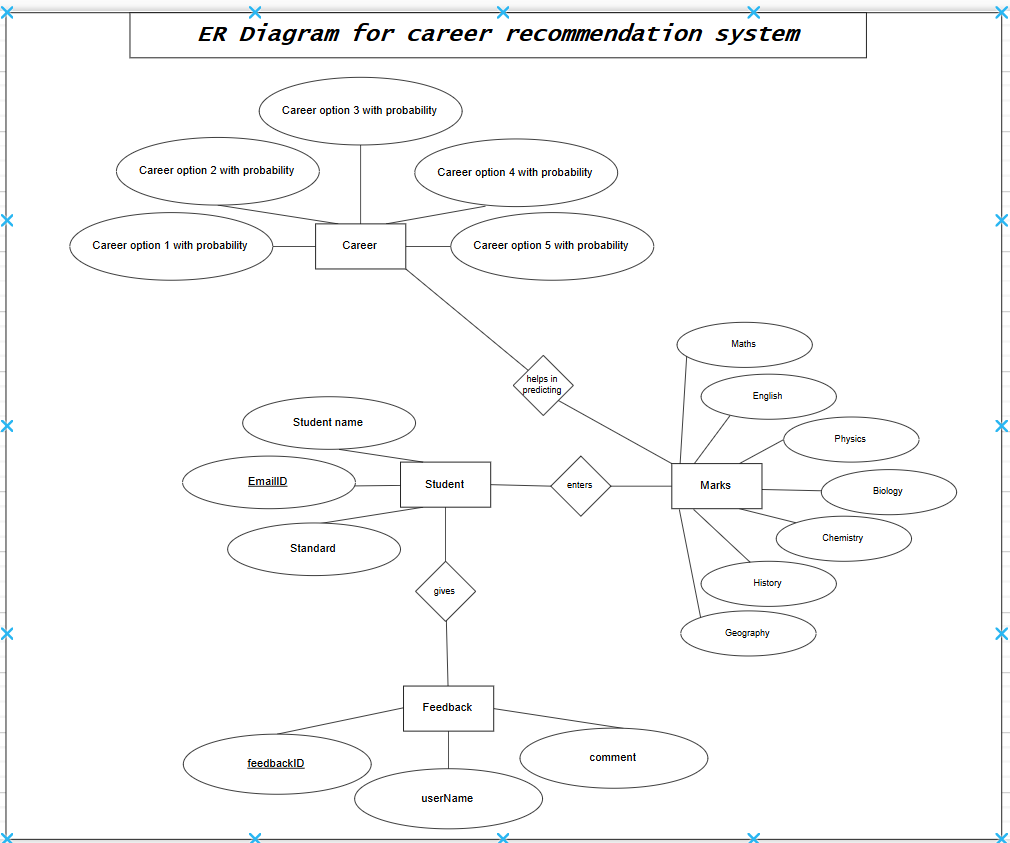 ER Diagram for career recommendation system
Career option 3 with probability
Career option 2 with probability
Career option 4 with probability
Career option 1 with probability
Career
Career option 5 with probability
Maths
helps in
predicting
English
Student name
Physics
EmailID
Student
enters
Marks
Biology
Chemistry
Standard
History
gives
Geography
Feedback
feedbackID
comment
userName